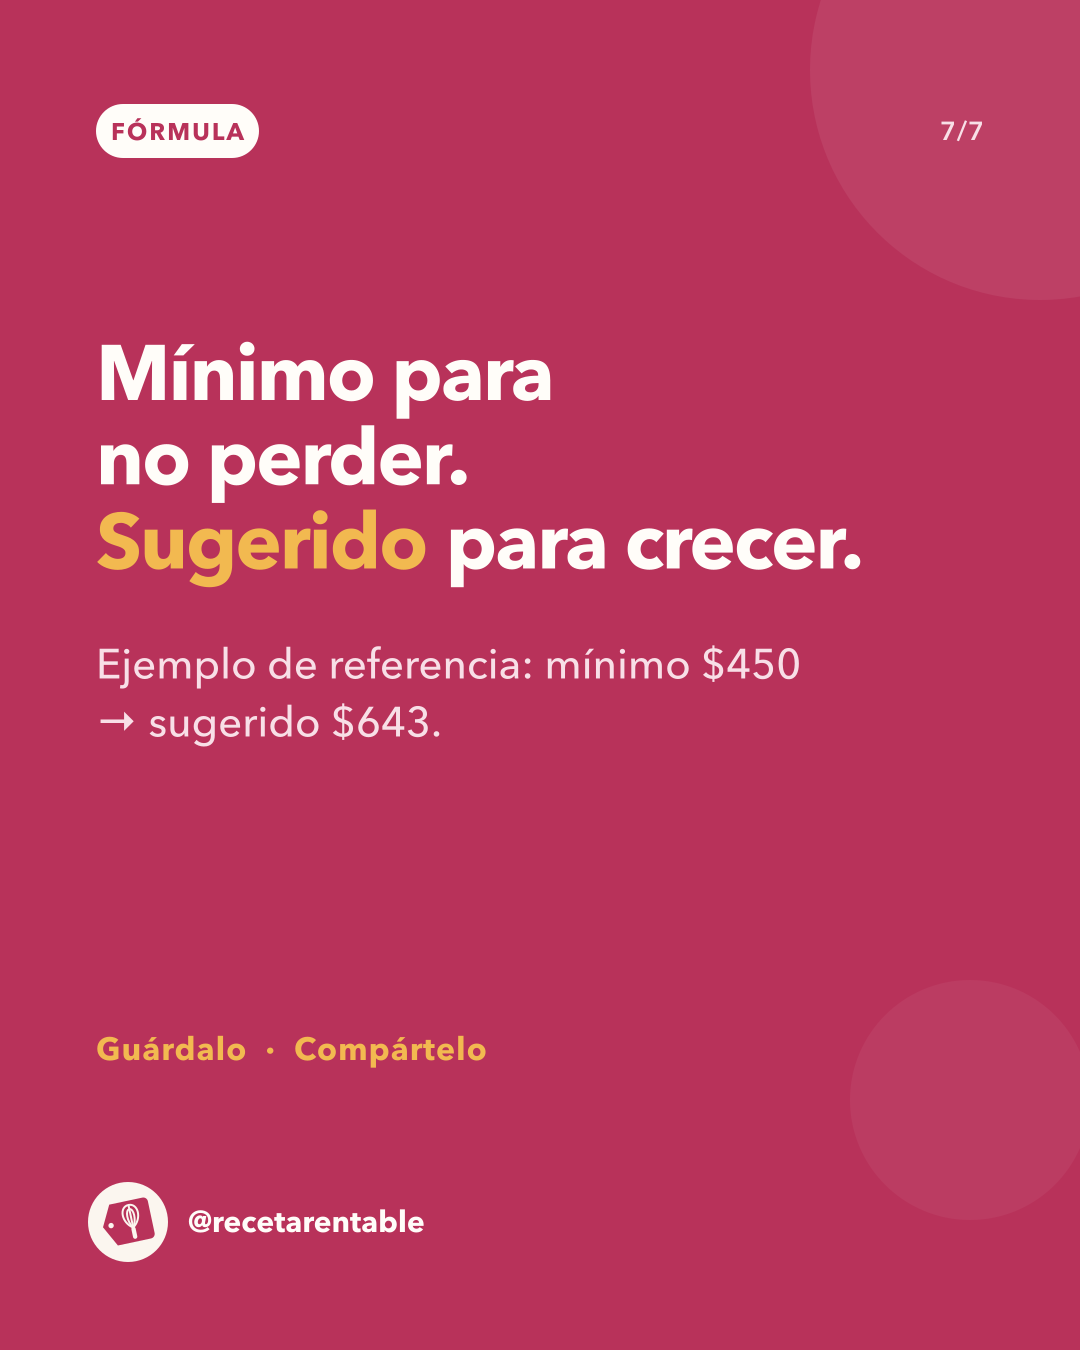 FÓRMULA
7/7
Mínimo para
no perder.
Sugerido para crecer.
Ejemplo de referencia: mínimo $450
→ sugerido $643.
Guárdalo · Compártelo
@recetarentable